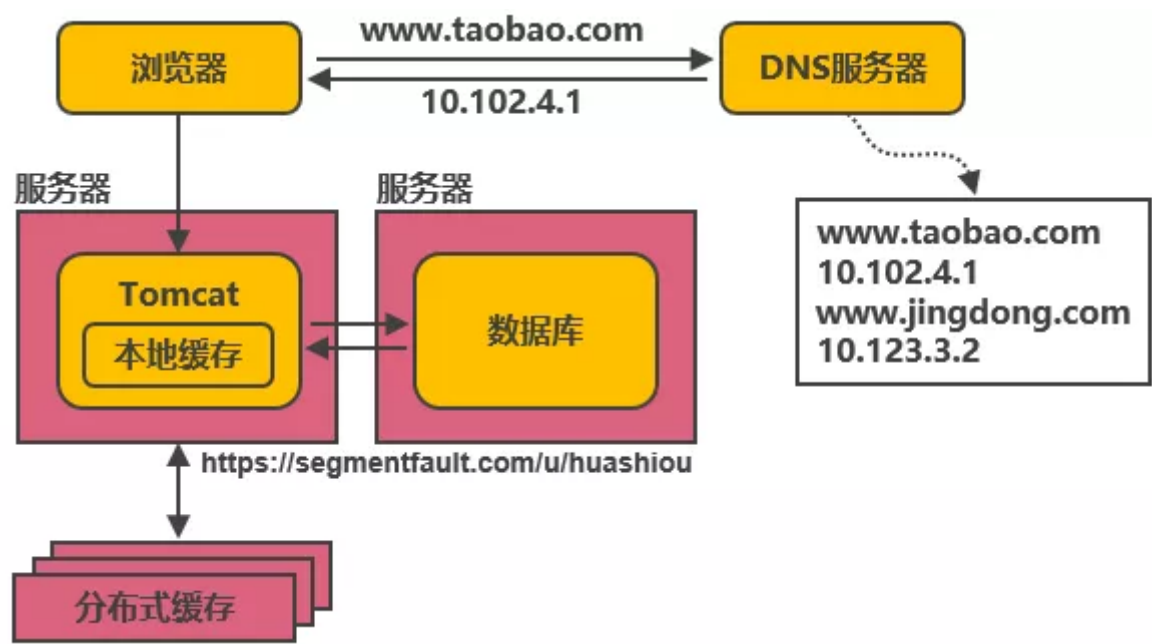 www.taobao.com
浏览器
DNS服务器
10.102.4.1
服务器
服务器
www.taobao.com
10.102.4.1
www.jingdong.com
10.123.3.2
Tomcat
本地缓存
数据库
https://segmentfault.com/u/huashiou
分布式缓存